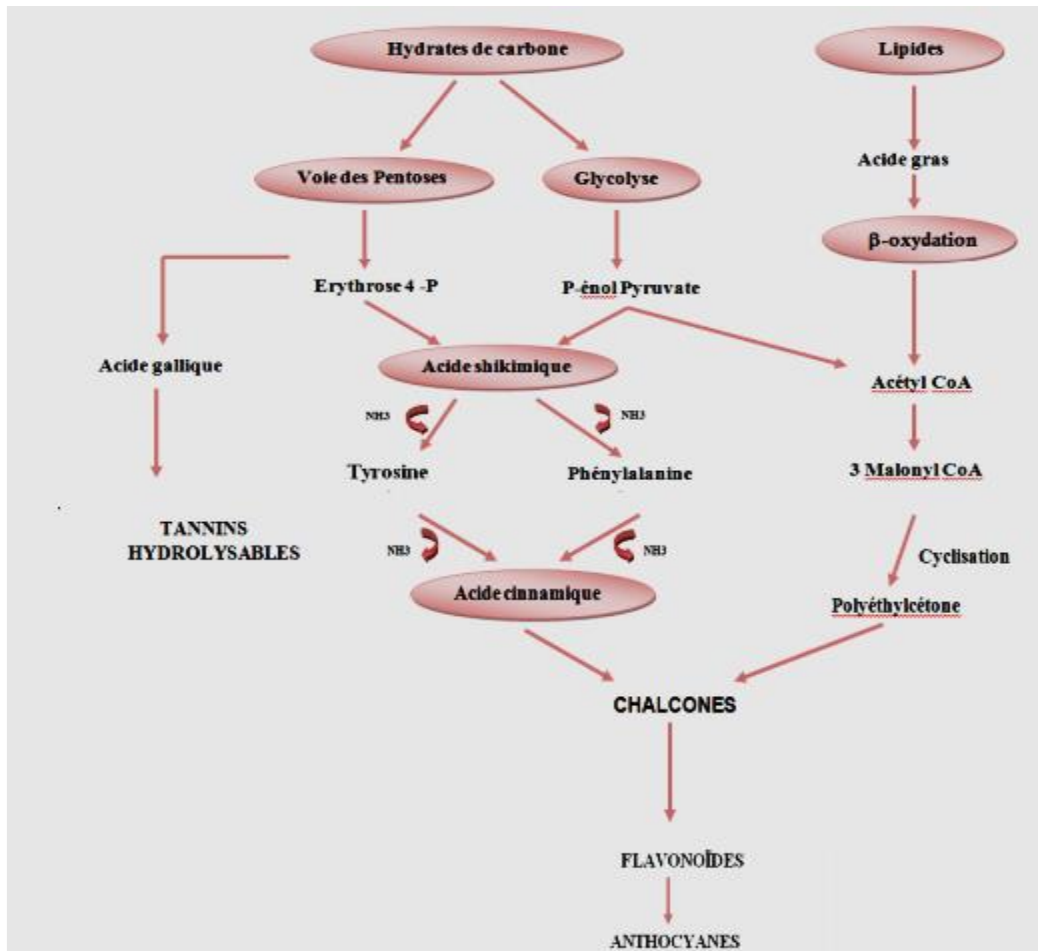 Hydrates de carbone
Lipides
Acide gras
Voie des Pentoses
Glycolyse
β-oxydation
Erythrose 4 -P
P-énol Pyruvate
Acide gallique
Acide shikimique
Acétyl CoA
NH3
NH3
Tyrosine
Phénylalanine
3 Malonyl CoA
TANNINS
HYDROLYSABLES
NH3
NH3
Cyclisation
Acide cinnamique
Polyéthylcétone
CHALCONES
FLAVONOÏDES
ANTHOCYANES